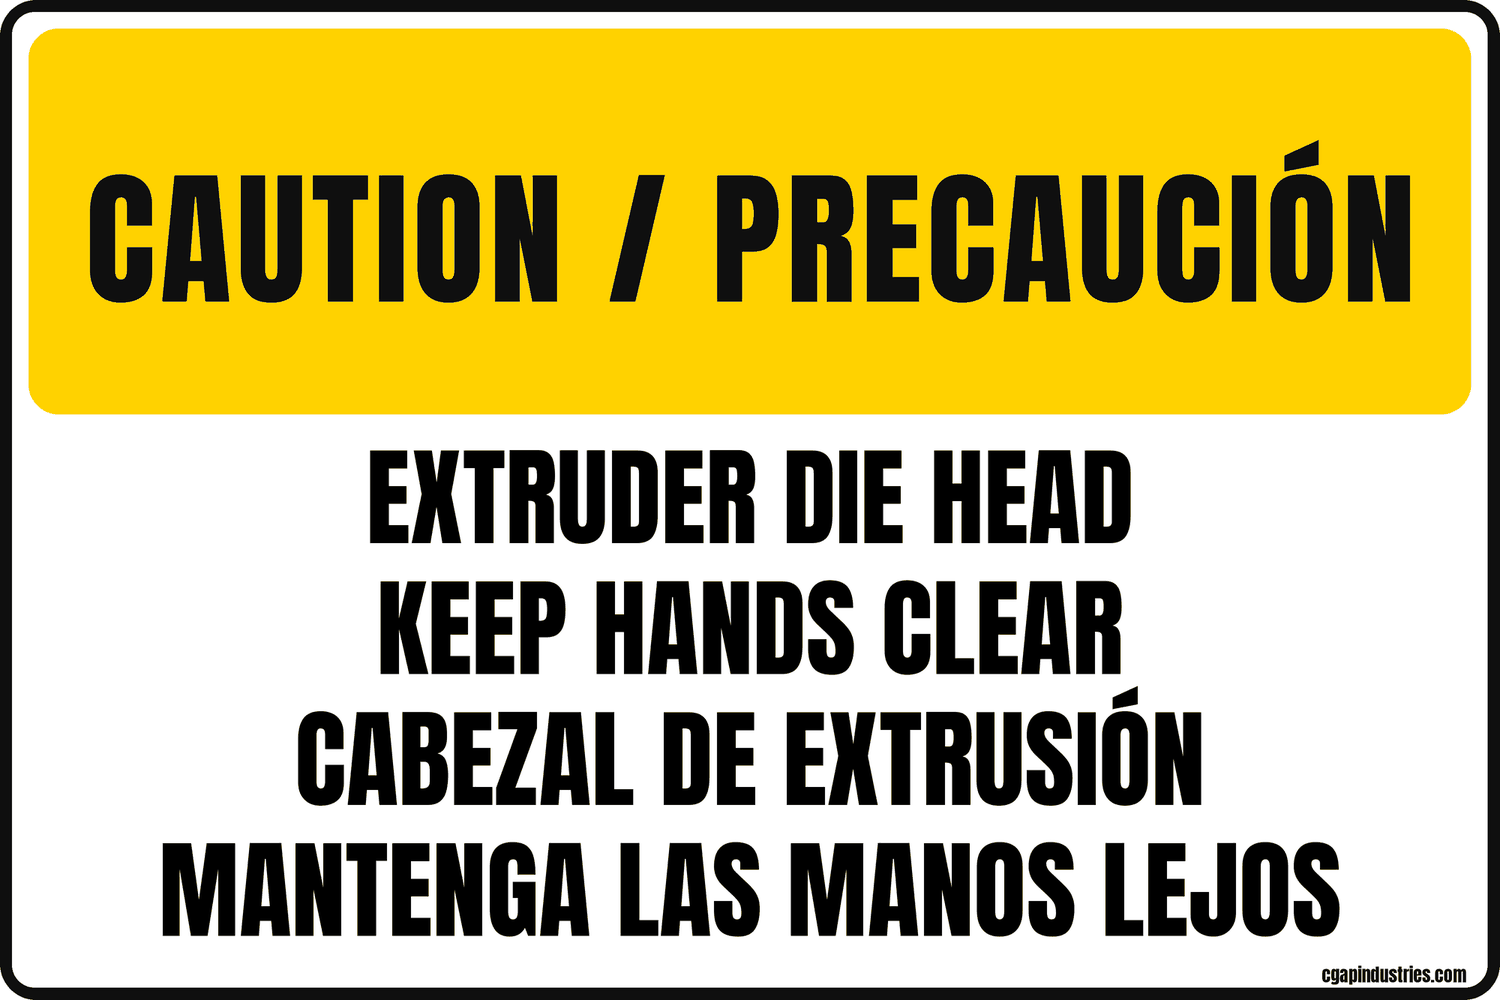 CAUTION / PRECAUCIÓN
EXTRUDER DIE HEAD
KEEP HANDS CLEAR
CABEZAL DE EXTRUSIÓN
MANTENGA LAS MANOS LEJOS
cgapindustries.com